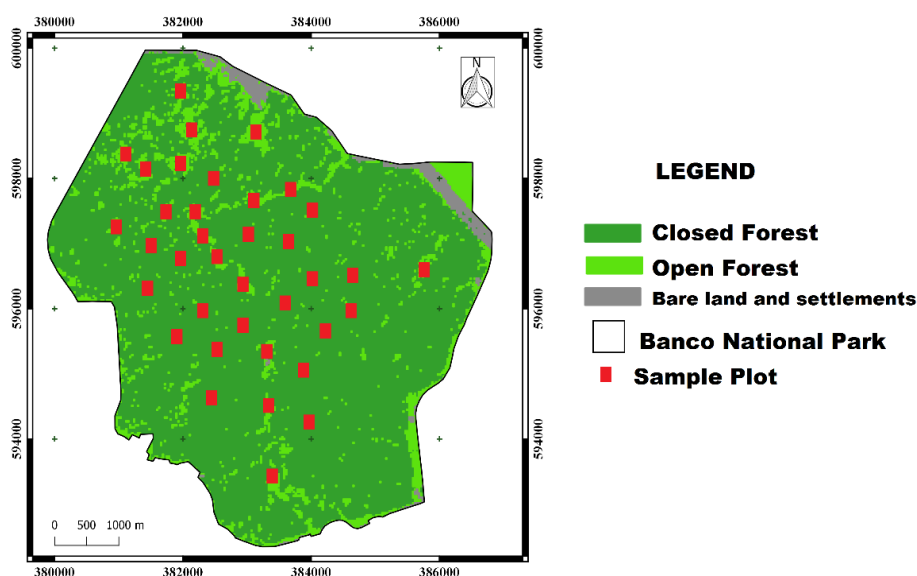 380000 382000 384000 386000
600000 600000
N
598000 598000
596000 596000
594000 594000
0 500 1000 m
380000 382000 384000 386000
LEGEND
Closed Forest
Open Forest
Bare land and settlements
Banco National Park
Sample Plot